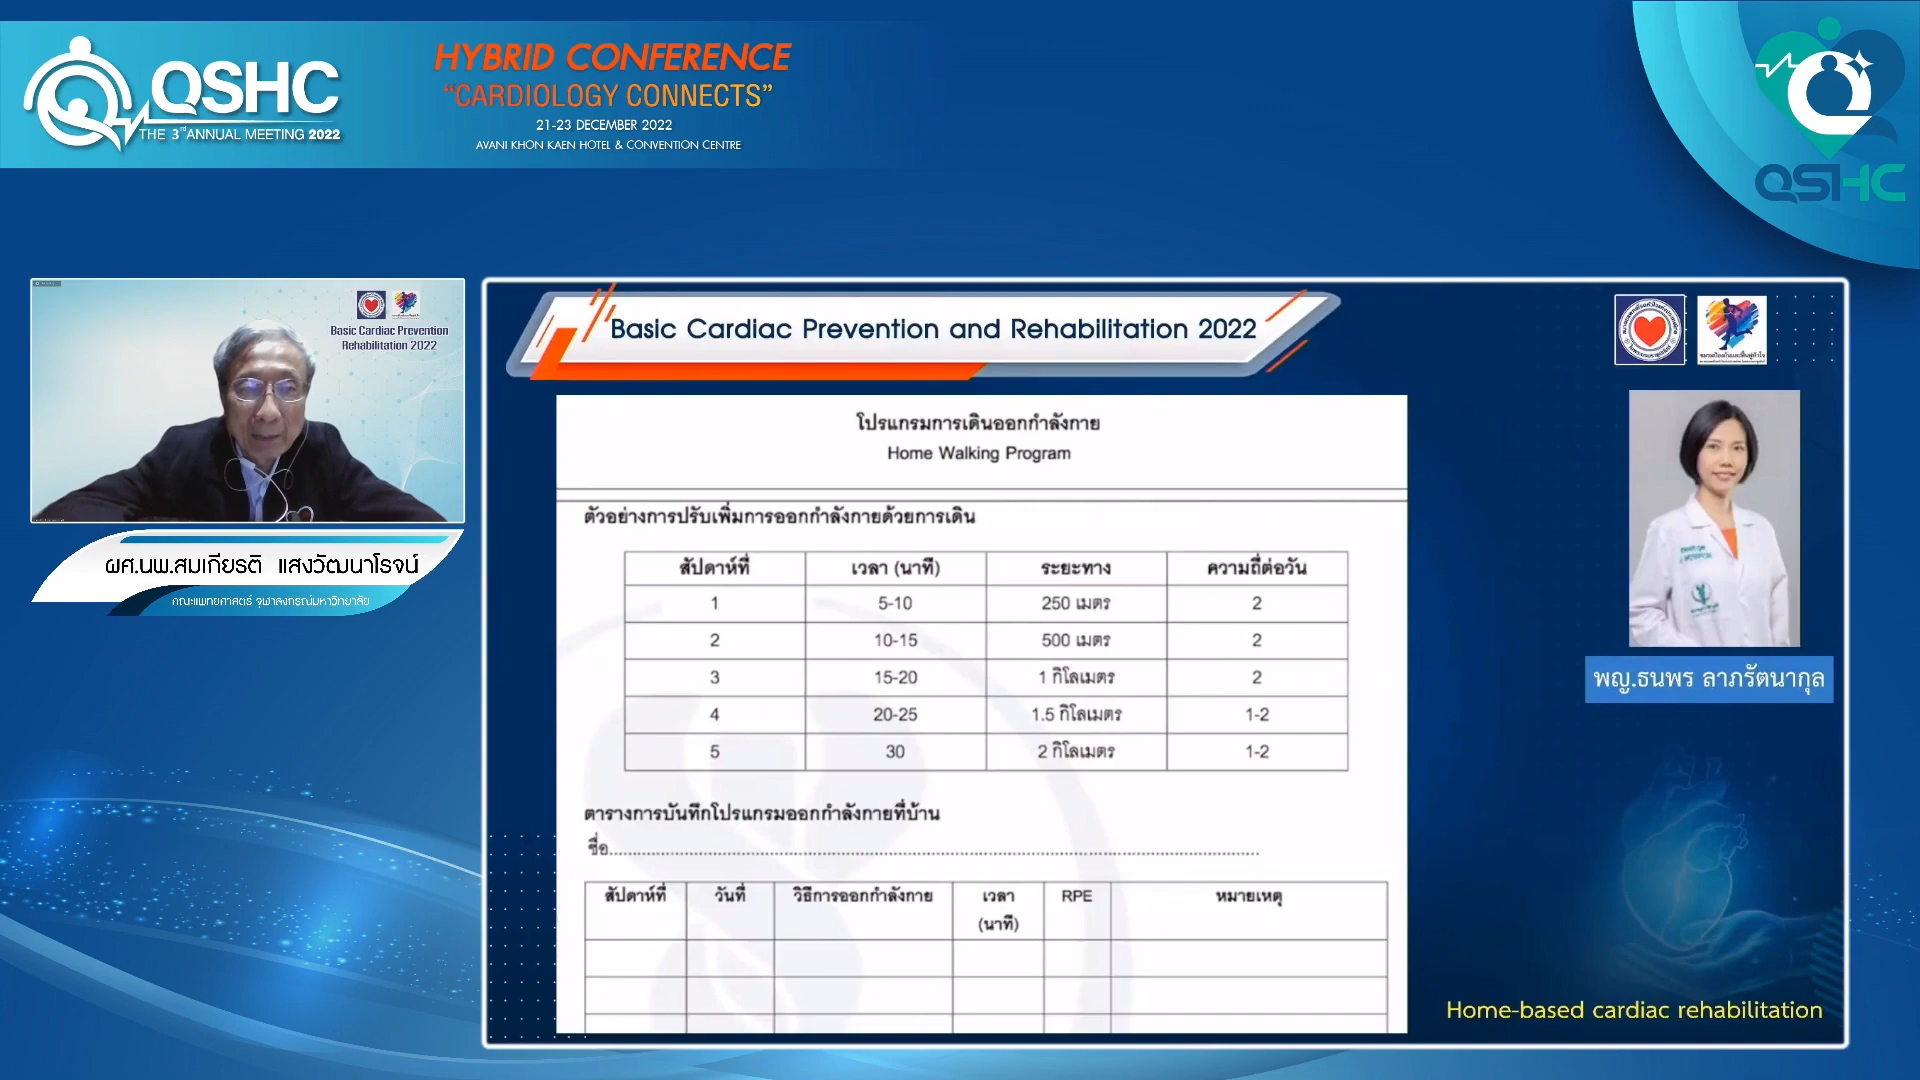 QSHC
THE 3rd ANNUAL MEETING 2022
HYBRID CONFERENCE
“CARDIOLOGY CONNECTS”
21-23 DECEMBER 2022
AVANI KHON KAEN HOTEL & CONVENTION CENTRE
QSHC
Basic Cardiac Prevention
Rehabilitation 2022
ผศ.นพ.สมเกียรติ แสงวัฒนาโรจน์
คณะแพทยศาสตร์ จุฬาลงกรณ์มหาวิทยาลัย
Basic Cardiac Prevention and Rehabilitation 2022
โปรแกรมการเดินออกกำลังกาย
Home Walking Program
ตัวอย่างการปรับเพิ่มการออกกำลังกายด้วยการเดิน
สัปดาห์ที่ เวลา (นาที) ระยะทาง ความถี่ต่อวัน
1 5-10 250 เมตร 2
2 10-15 500 เมตร 2
3 15-20 1 กิโลเมตร 2
4 20-25 1.5 กิโลเมตร 1-2
5 30 2 กิโลเมตร 1-2
ตารางการบันทึกโปรแกรมออกกำลังกายที่บ้าน
ชื่อ
สัปดาห์ที่ วันที่ วิธีการออกกำลังกาย เวลา (นาที) RPE หมายเหตุ
พญ.ธนพร ลาภรัตนากุล
Home-based cardiac rehabilitation